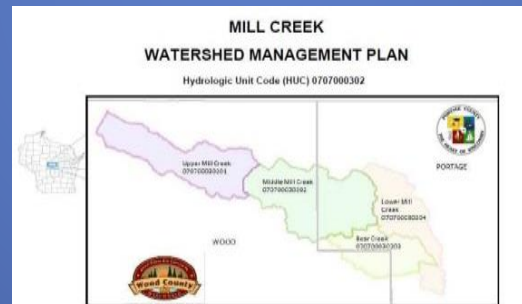 MILL CREEK
WATERSHED MANAGEMENT PLAN
Hydrologic Unit Code (HUC) 0707000302
PORTAGE
Upper Mill Creek
070700030201
Middle Mill Creek
070700030202
Lower Mill
Creek
070700030204
Bear Creek
070700030203
WOOD
Wood County